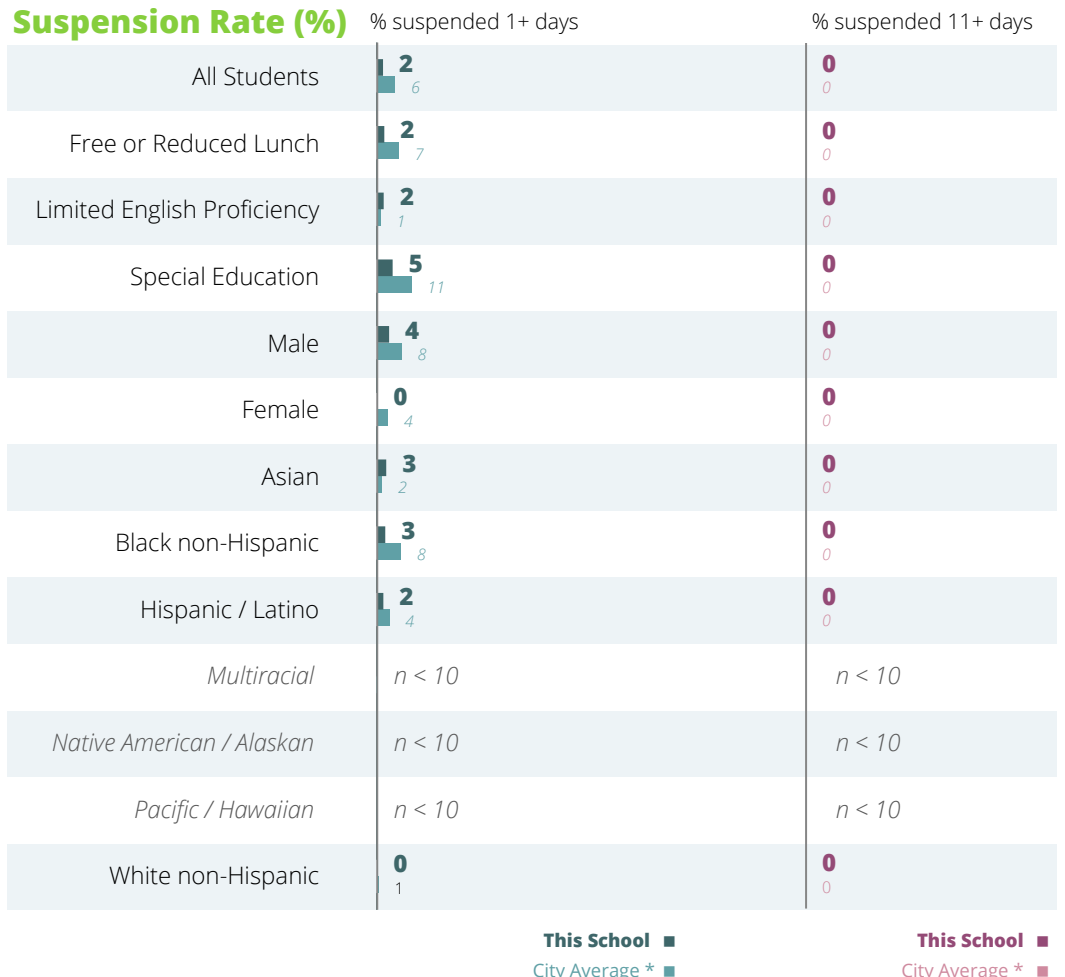 Suspension Rate (%) % suspended 1+ days % suspended 11+ days
All Students 2 0
6 0
Free or Reduced Lunch 2 0
7 0
Limited English Proficiency 2 0
1 0
Special Education 5 0
11 0
Male 4 0
8 0
Female 0 0
4 0
Asian 3 0
2 0
Black non-Hispanic 3 0
8 0
Hispanic / Latino 2 0
4 0
Multiracial n < 10 n < 10
Native American / Alaskan n < 10 n < 10
Pacific / Hawaiian n < 10 n < 10
White non-Hispanic 0 0
1 0
This School This School
City Average * City Average *